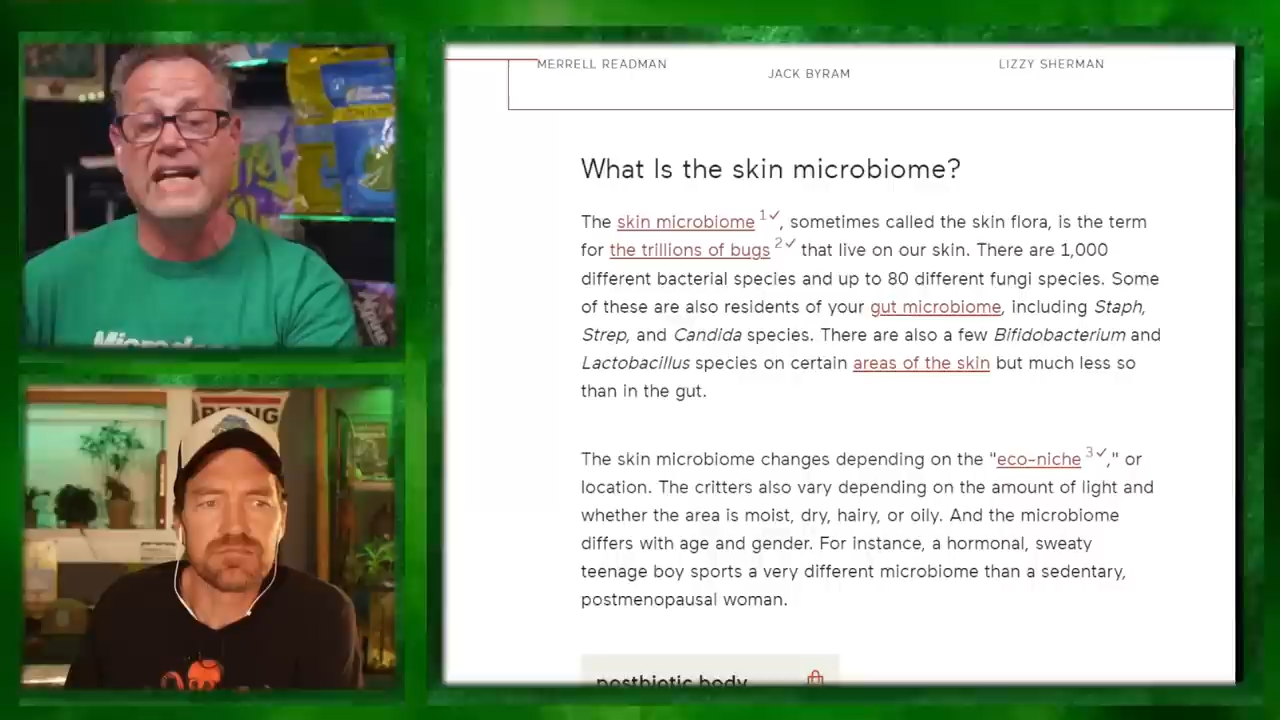 MERRELL READMAN
JACK BYRAM
LIZZY SHERMAN
What Is the skin microbiome?
The skin microbiome 1✓, sometimes called the skin flora, is the term
for the trillions of bugs 2✓ that live on our skin. There are 1,000
different bacterial species and up to 80 different fungi species. Some
of these are also residents of your gut microbiome, including Staph,
Strep, and Candida species. There are also a few Bifidobacterium and
Lactobacillus species on certain areas of the skin but much less so
than in the gut.
The skin microbiome changes depending on the "eco-niche 3✓," or
location. The critters also vary depending on the amount of light and
whether the area is moist, dry, hairy, or oily. And the microbiome
differs with age and gender. For instance, a hormonal, sweaty
teenage boy sports a very different microbiome than a sedentary,
postmenopausal woman.
postbiotic body
BEING